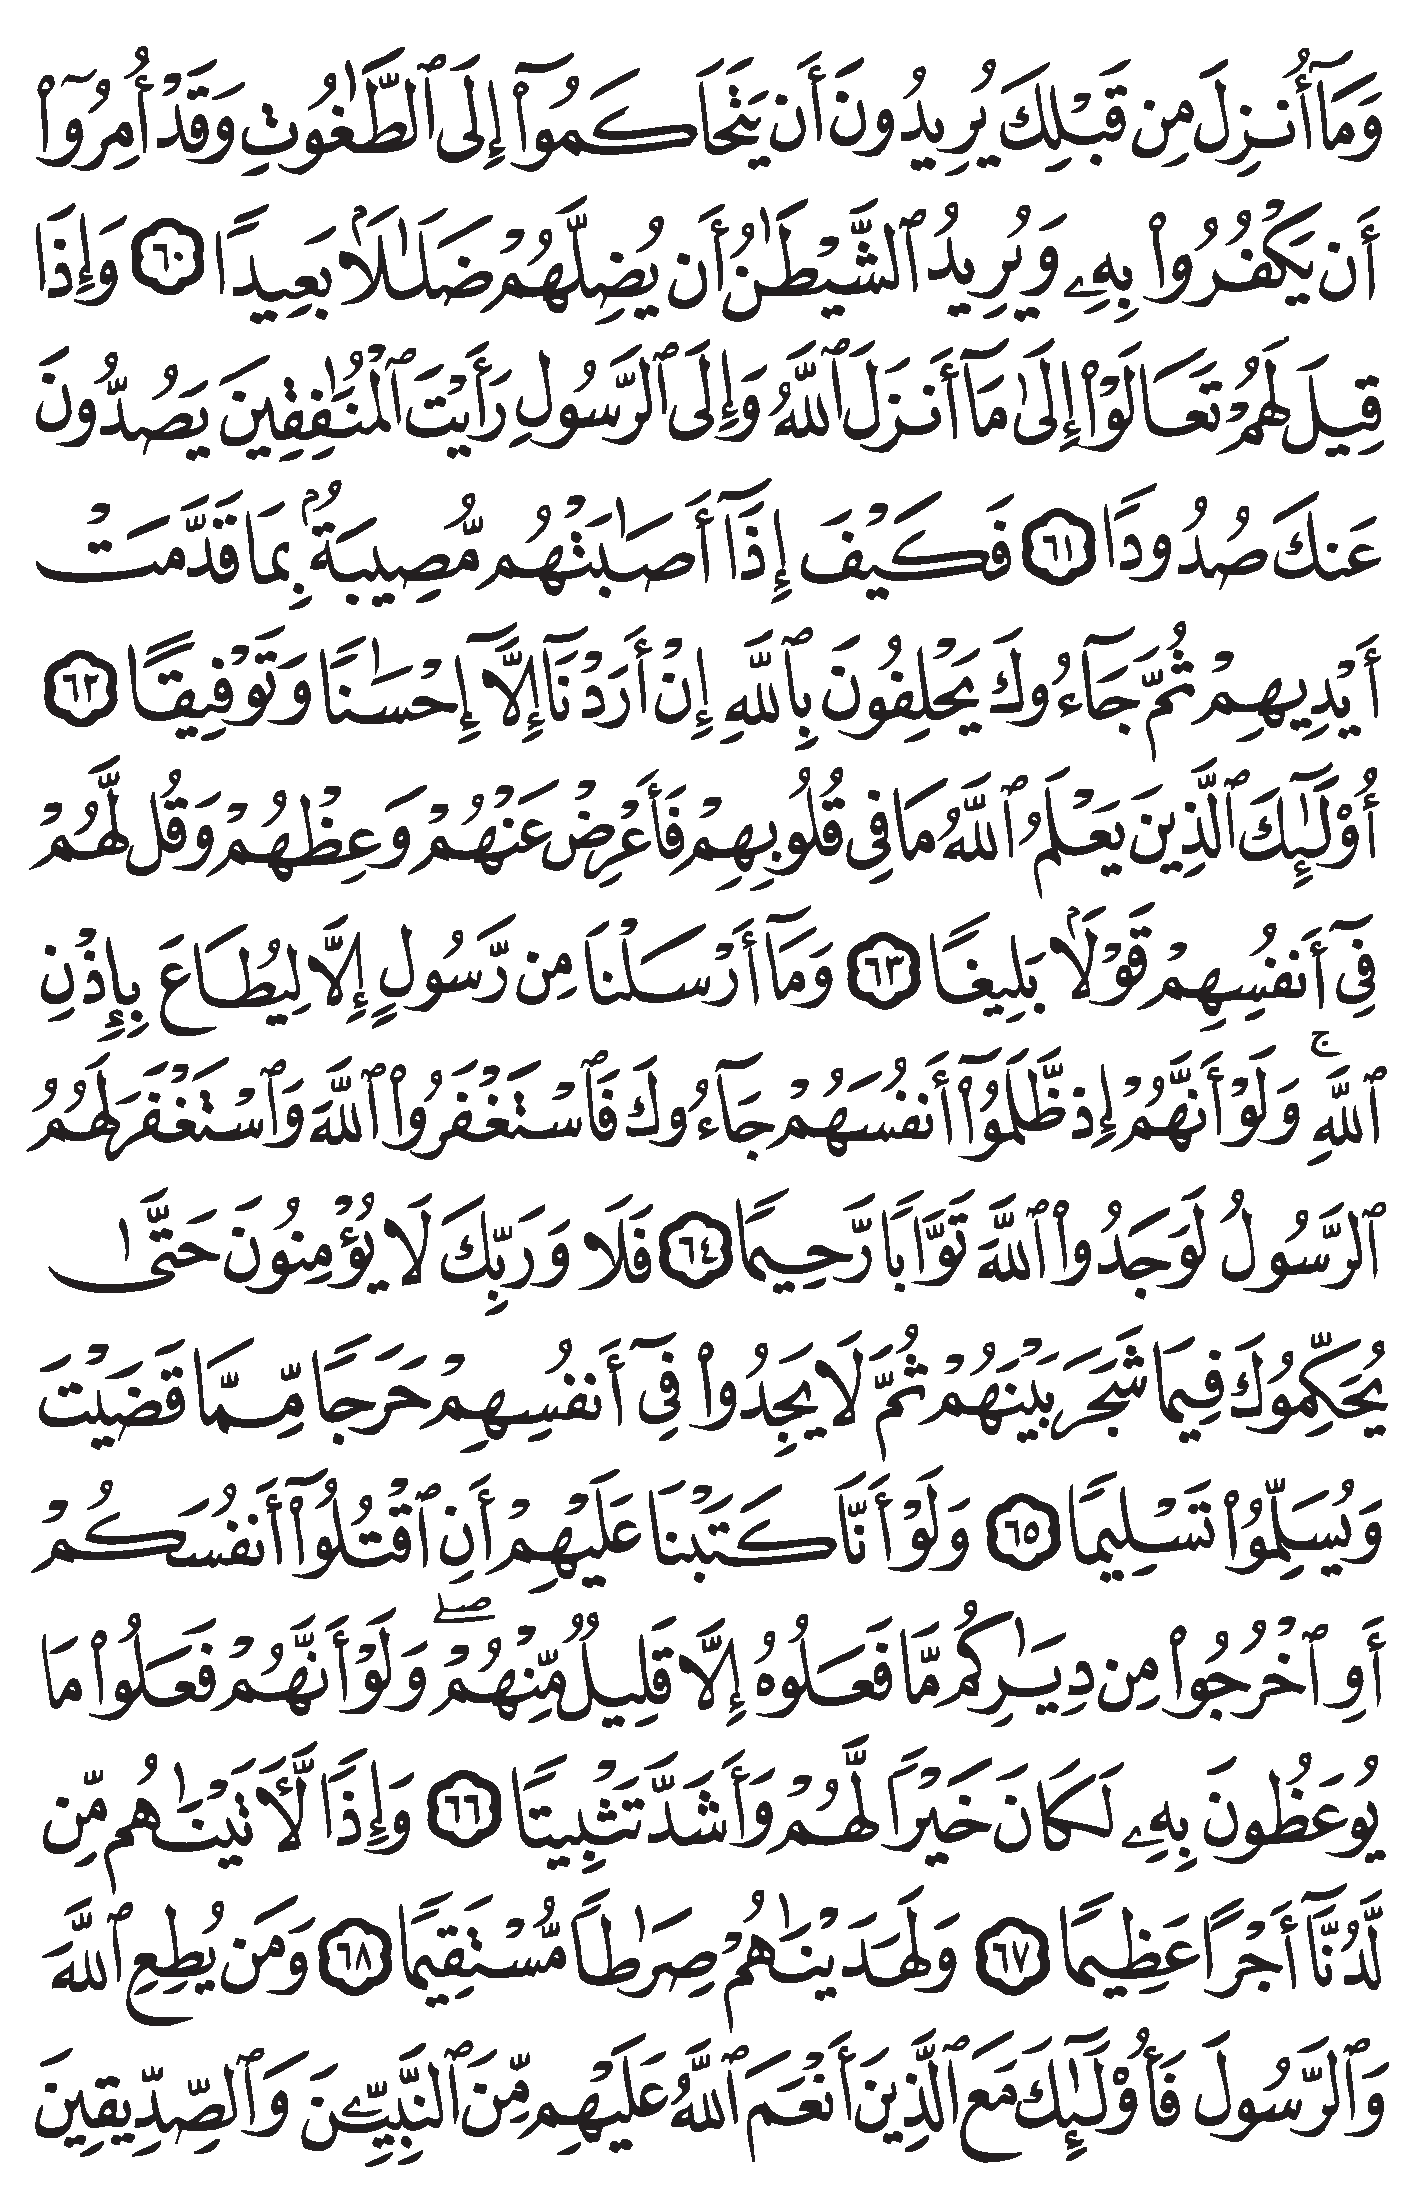 وَمَآ أُنزِلَ مِن قَبْلِكَ يُرِيدُونَ أَن يَتَحَاكَمُوٓا۟ إِلَى ٱلطَّـٰغُوتِ وَقَدْ أُمِرُوٓا۟
أَن يَكْفُرُوا۟ بِهِۦ وَيُرِيدُ ٱلشَّيْطَـٰنُ أَن يُضِلَّهُمْ ضَلَـٰلًۢا بَعِيدًا ٦٠ وَإِذَا
قِيلَ لَهُمْ تَعَالَوْا۟ إِلَىٰ مَآ أَنزَلَ ٱللَّهُ وَإِلَى ٱلرَّسُولِ رَأَيْتَ ٱلْمُنَـٰفِقِينَ يَصُدُّونَ
عَنكَ صُدُودًا ٦١ فَكَيْفَ إِذَآ أَصَـٰبَتْهُم مُّصِيبَةٌۢ بِمَا قَدَّمَتْ
أَيْدِيهِمْ ثُمَّ جَآءُوكَ يَحْلِفُونَ بِٱللَّهِ إِنْ أَرَدْنَآ إِلَّآ إِحْسَـٰنًا وَتَوْفِيقًا ٦٢
أُو۟لَـٰٓئِكَ ٱلَّذِينَ يَعْلَمُ ٱللَّهُ مَا فِى قُلُوبِهِمْ فَأَعْرِضْ عَنْهُمْ وَعِظْهُمْ وَقُل لَّهُمْ
فِىٓ أَنفُسِهِمْ قَوْلًۢا بَلِيغًا ٦٣ وَمَآ أَرْسَلْنَا مِن رَّسُولٍ إِلَّا لِيُطَاعَ بِإِذْنِ
ٱللَّهِ ۚ وَلَوْ أَنَّهُمْ إِذ ظَّلَمُوٓا۟ أَنفُسَهُمْ جَآءُوكَ فَٱسْتَغْفَرُوا۟ ٱللَّهَ وَٱسْتَغْفَرَ لَهُمُ
ٱلرَّسُولُ لَوَجَدُوا۟ ٱللَّهَ تَوَّابًا رَّحِيمًا ٦٤ فَلَا وَرَبِّكَ لَا يُؤْمِنُونَ حَتَّىٰ
يُحَكِّمُوكَ فِيمَا شَجَرَ بَيْنَهُمْ ثُمَّ لَا يَجِدُوا۟ فِىٓ أَنفُسِهِمْ حَرَجًا مِّمَّا قَضَيْتَ
وَيُسَلِّمُوا۟ تَسْلِيمًا ٦٥ وَلَوْ أَنَّا كَتَبْنَا عَلَيْهِمْ أَنِ ٱقْتُلُوٓا۟ أَنفُسَكُمْ
أَوِ ٱخْرُجُوا۟ مِن دِيَـٰرِكُم مَّا فَعَلُوهُ إِلَّا قَلِيلٌ مِّنْهُمْ ۖ وَلَوْ أَنَّهُمْ فَعَلُوا۟ مَا
يُوعَظُونَ بِهِۦ لَكَانَ خَيْرًا لَّهُمْ وَأَشَدَّ تَثْبِيتًا ٦٦ وَإِذًا لَّـَٔاتَيْنَـٰهُم مِّن
لَّدُنَّآ أَجْرًا عَظِيمًا ٦٧ وَلَهَدَيْنَـٰهُمْ صِرَٰطًا مُّسْتَقِيمًا ٦٨ وَمَن يُطِعِ ٱللَّهَ
وَٱلرَّسُولَ فَأُو۟لَـٰٓئِكَ مَعَ ٱلَّذِينَ أَنْعَمَ ٱللَّهُ عَلَيْهِم مِّنَ ٱلنَّبِيِّـۧنَ وَٱلصِّدِّيقِينَ